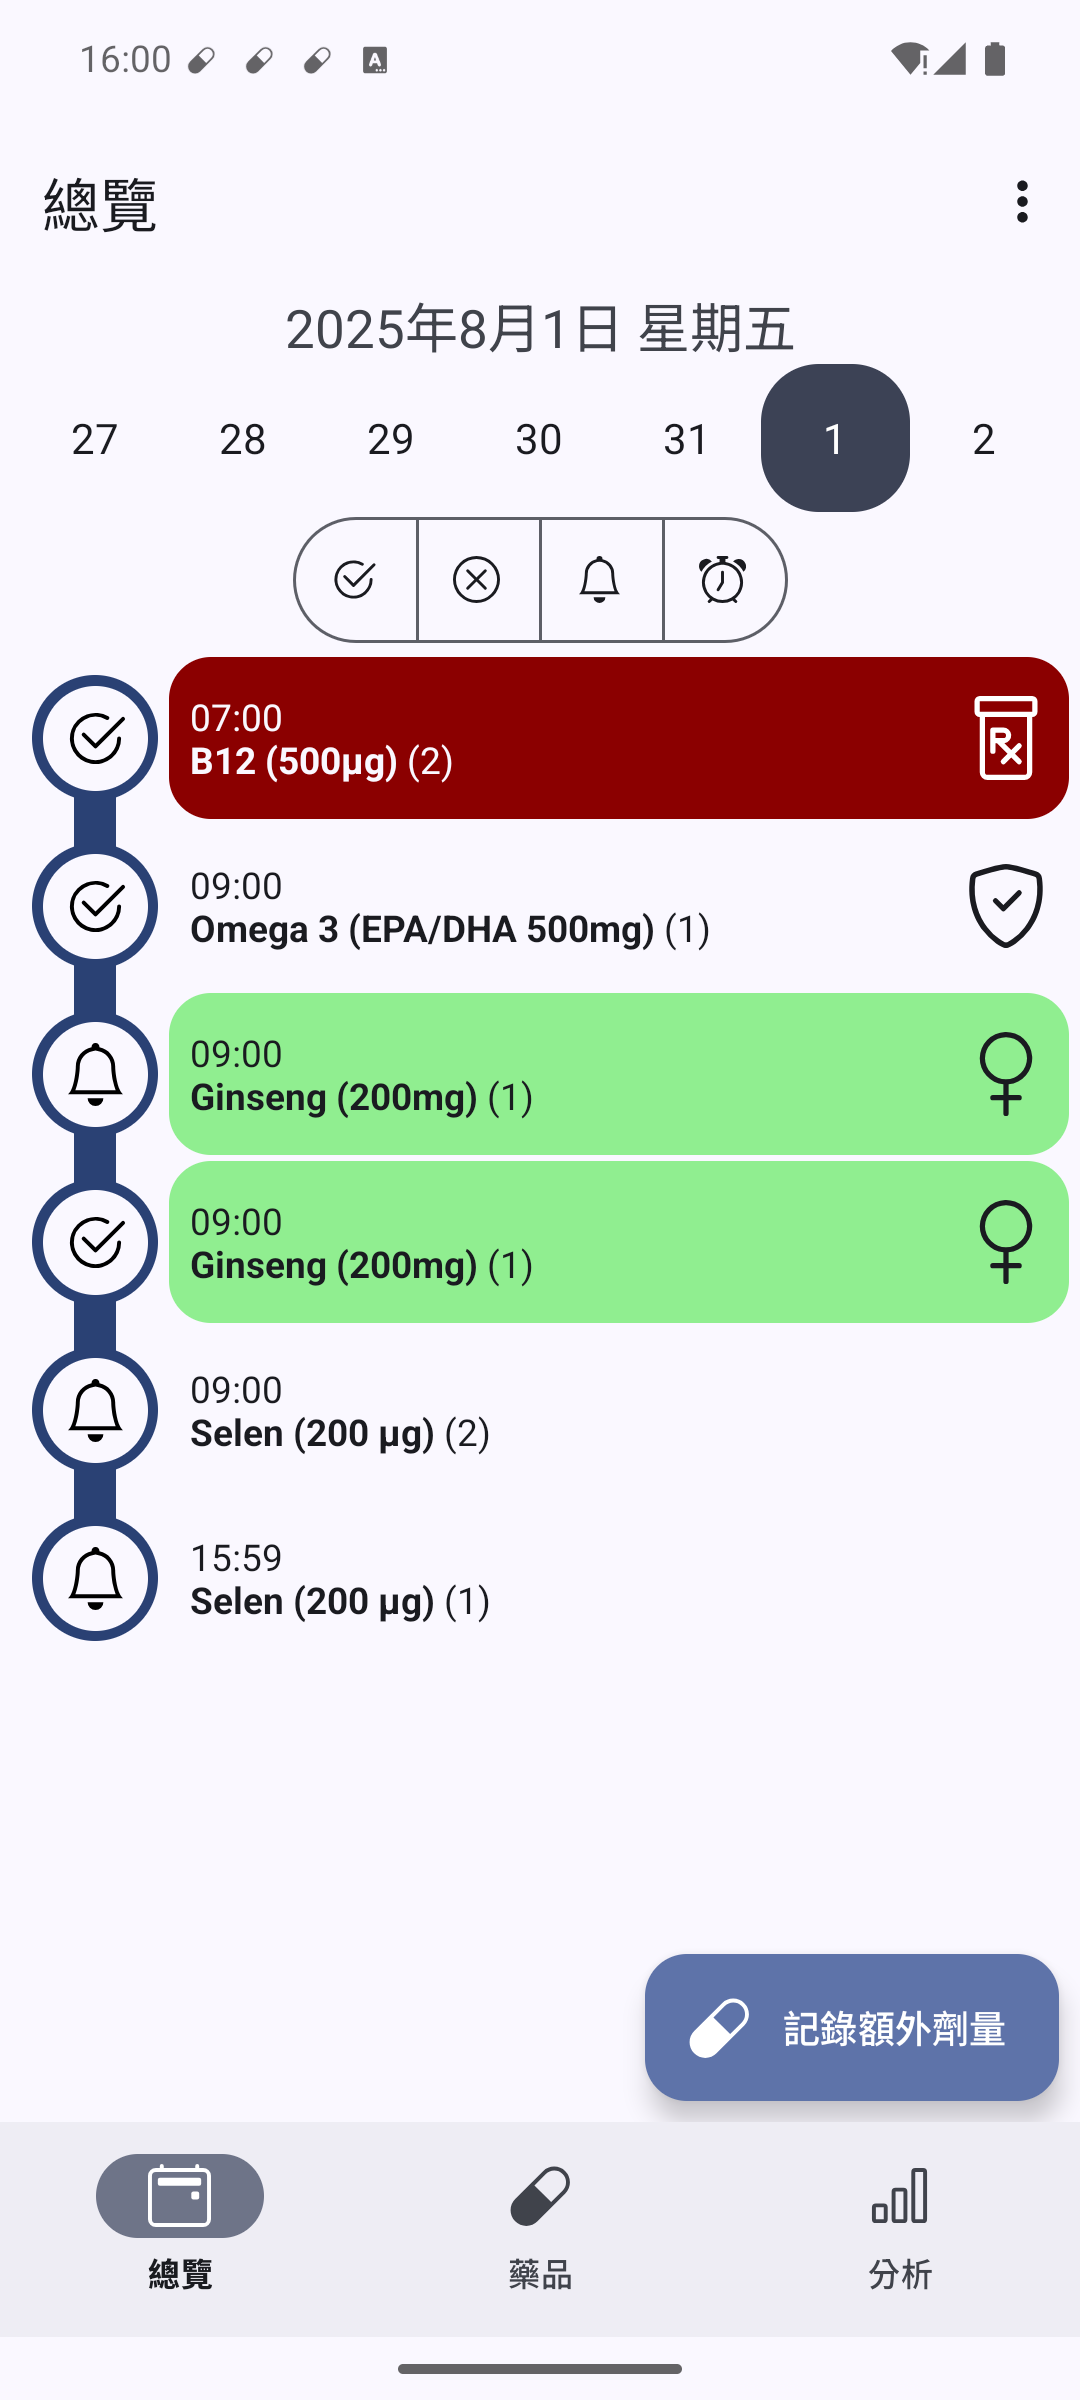 16:00
總覽
2025年8月1日 星期五
27 28 29 30 31 1 2
07:00
B12 (500µg) (2)
09:00
Omega 3 (EPA/DHA 500mg) (1)
09:00
Ginseng (200mg) (1)
09:00
Ginseng (200mg) (1)
09:00
Selen (200 µg) (2)
15:59
Selen (200 µg) (1)
記錄額外劑量
總覽 藥品 分析